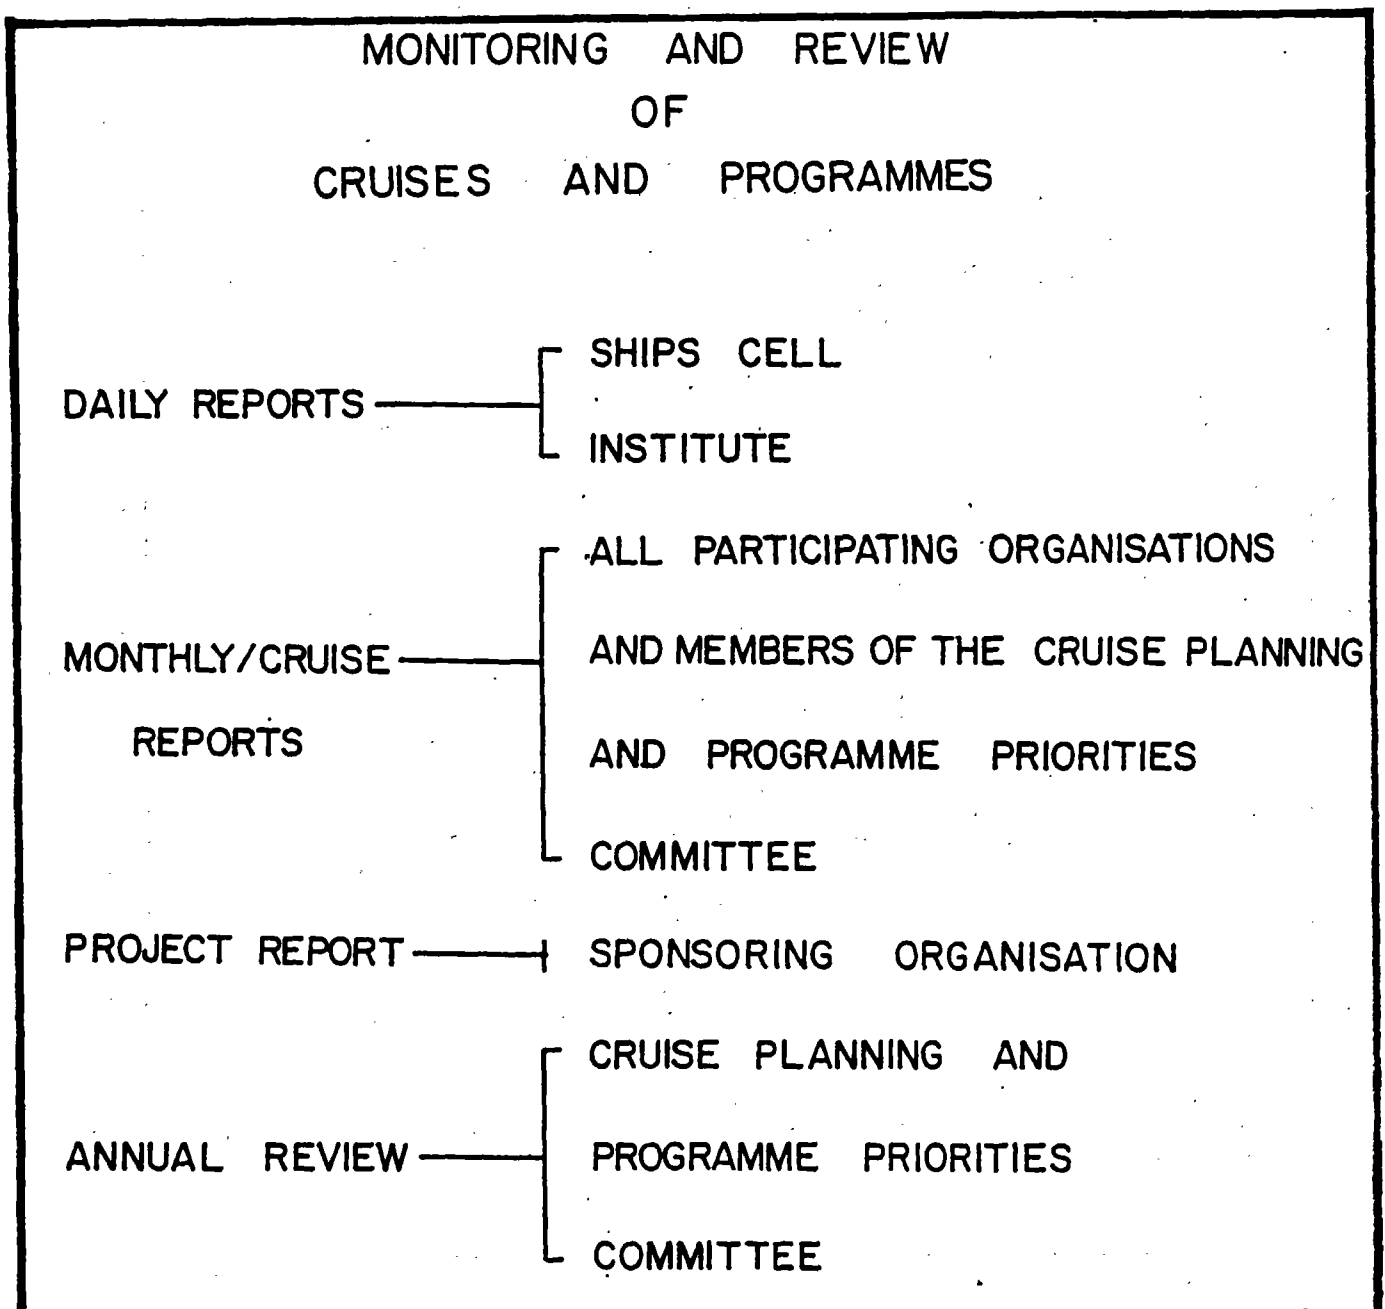 MONITORING AND REVIEW
OF
CRUISES AND PROGRAMMES
DAILY REPORTS
SHIPS CELL
INSTITUTE
MONTHLY/CRUISE
REPORTS
ALL PARTICIPATING ORGANISATIONS
AND MEMBERS OF THE CRUISE PLANNING
AND PROGRAMME PRIORITIES
COMMITTEE
PROJECT REPORT
SPONSORING ORGANISATION
ANNUAL REVIEW
CRUISE PLANNING AND
PROGRAMME PRIORITIES
COMMITTEE